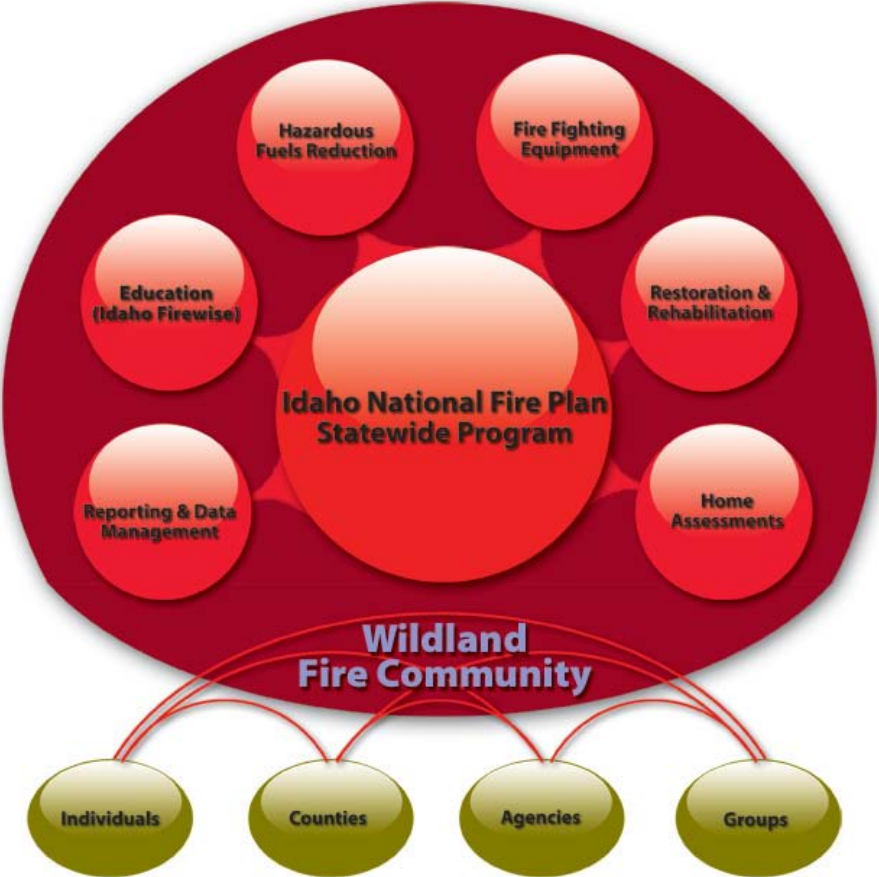 Hazardous
Fuels Reduction
Fire Fighting
Equipment
Education
(Idaho Firewise)
Restoration &
Rehabilitation
Idaho National Fire Plan
Statewide Program
Reporting & Data
Management
Home
Assessments
Wildland
Fire Community
Individuals
Counties
Agencies
Groups